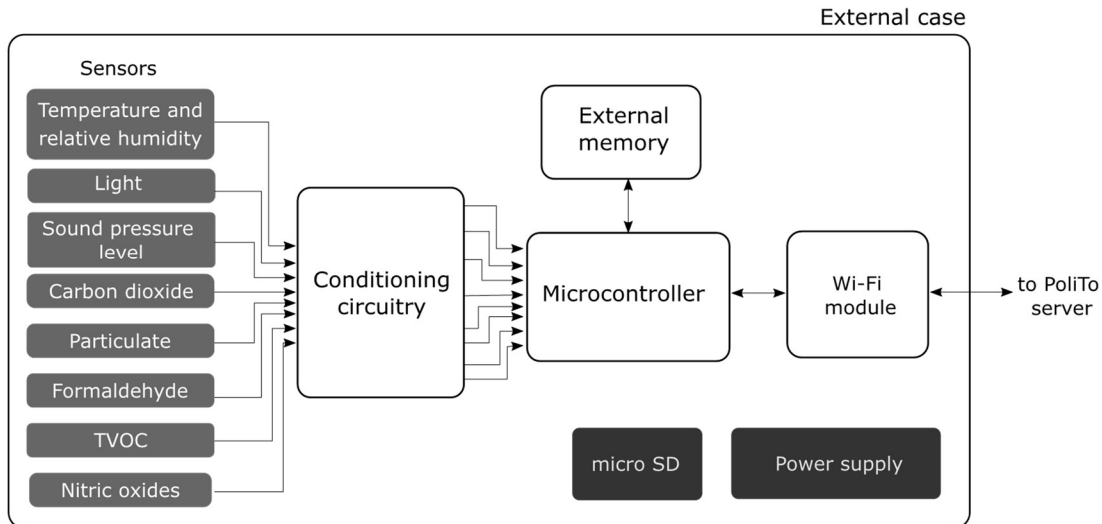 External case
Sensors
Temperature and
relative humidity
Light
Sound pressure
level
Carbon dioxide
Particulate
Formaldehyde
TVOC
Nitric oxides
Conditioning
circuitry
External
memory
Microcontroller
Wi-Fi
module
to PoliTo
server
micro SD
Power supply